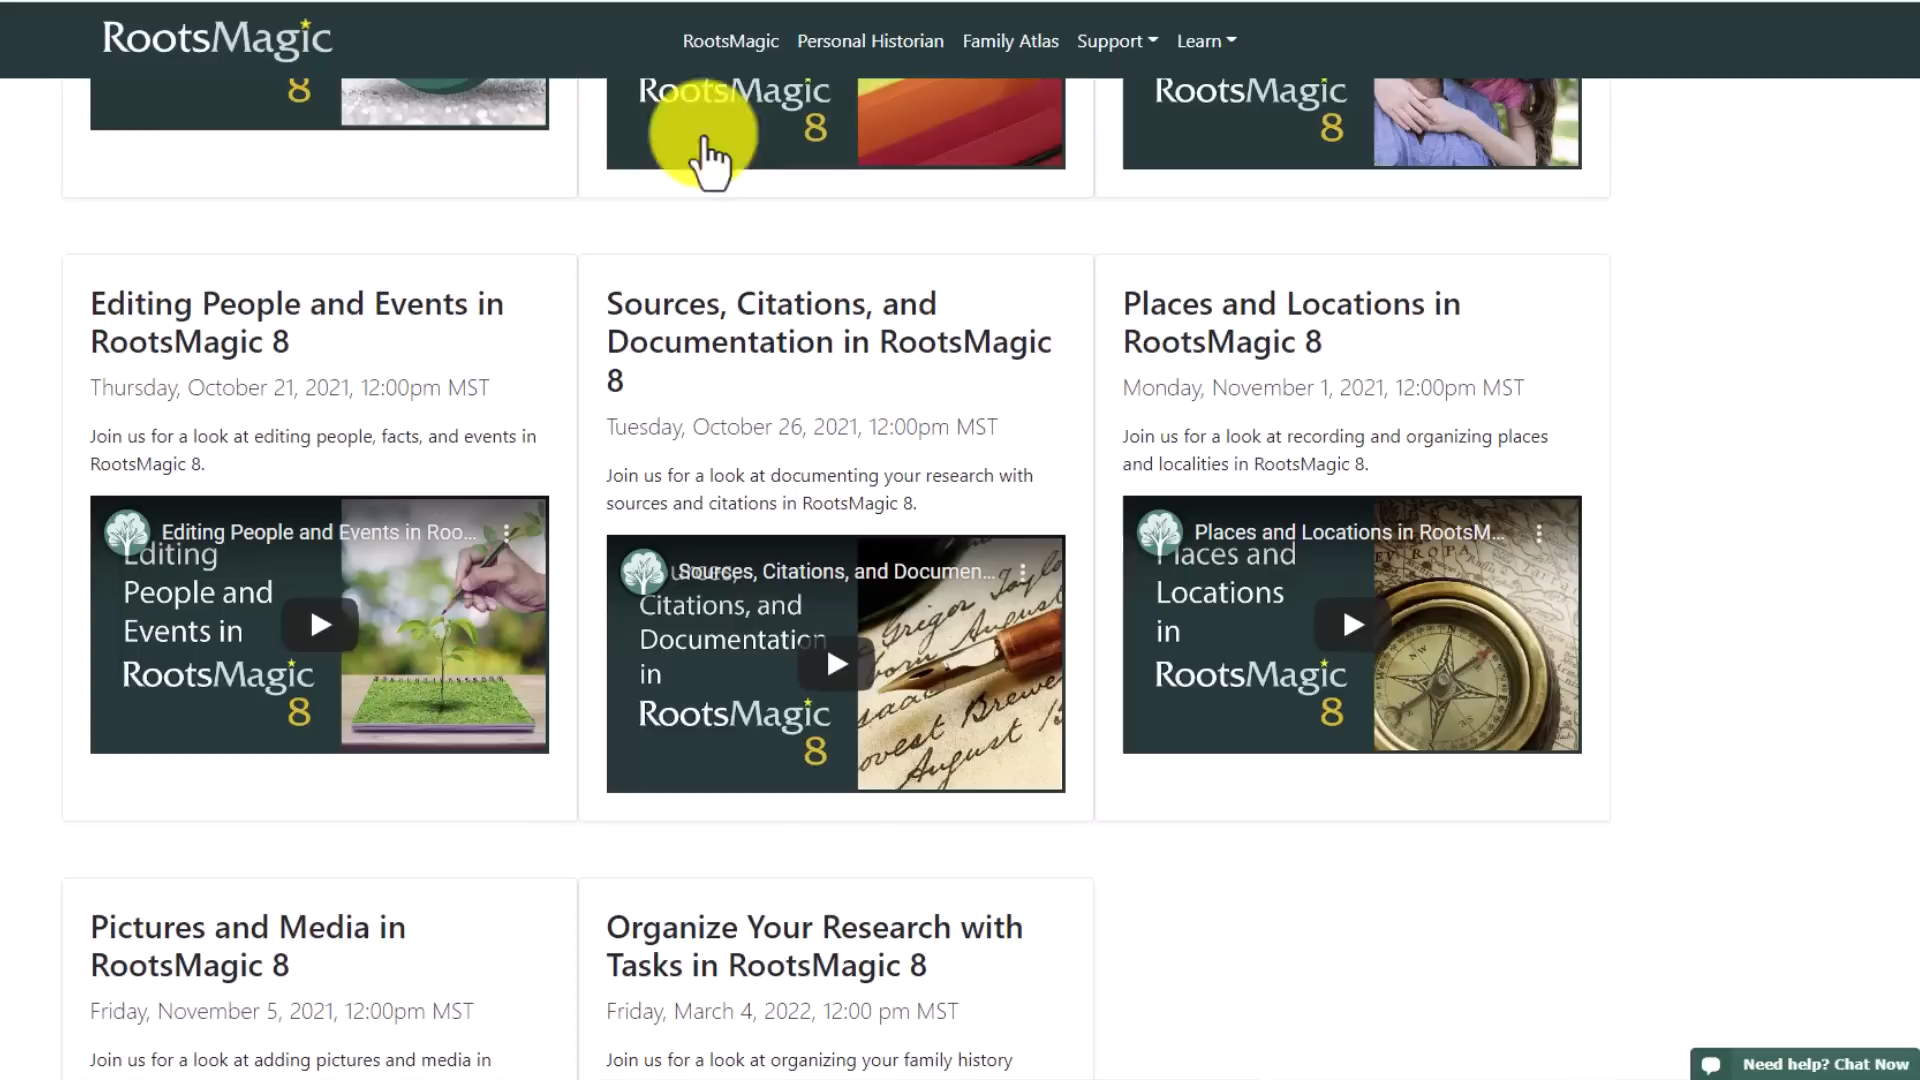 RootsMagic
RootsMagic Personal Historian Family Atlas Support Learn
8
RootsMagic
8
RootsMagic
8
Editing People and Events in
RootsMagic 8
Thursday, October 21, 2021, 12:00pm MST
Join us for a look at editing people, facts, and events in
RootsMagic 8.
Editing People and Events in Roo...
Editing
People and
Events in
RootsMagic
8
Sources, Citations, and
Documentation in RootsMagic
8
Tuesday, October 26, 2021, 12:00pm MST
Join us for a look at documenting your research with
sources and citations in RootsMagic 8.
Sources, Citations, and Documen...
Citations, and
Documentation
in
RootsMagic
8
Places and Locations in
RootsMagic 8
Monday, November 1, 2021, 12:00pm MST
Join us for a look at recording and organizing places
and localities in RootsMagic 8.
Places and Locations in RootsM...
Places and
Locations
in
RootsMagic
8
Pictures and Media in
RootsMagic 8
Friday, November 5, 2021, 12:00pm MST
Join us for a look at adding pictures and media in
Organize Your Research with
Tasks in RootsMagic 8
Friday, March 4, 2022, 12:00 pm MST
Join us for a look at organizing your family history
Need help? Chat Now